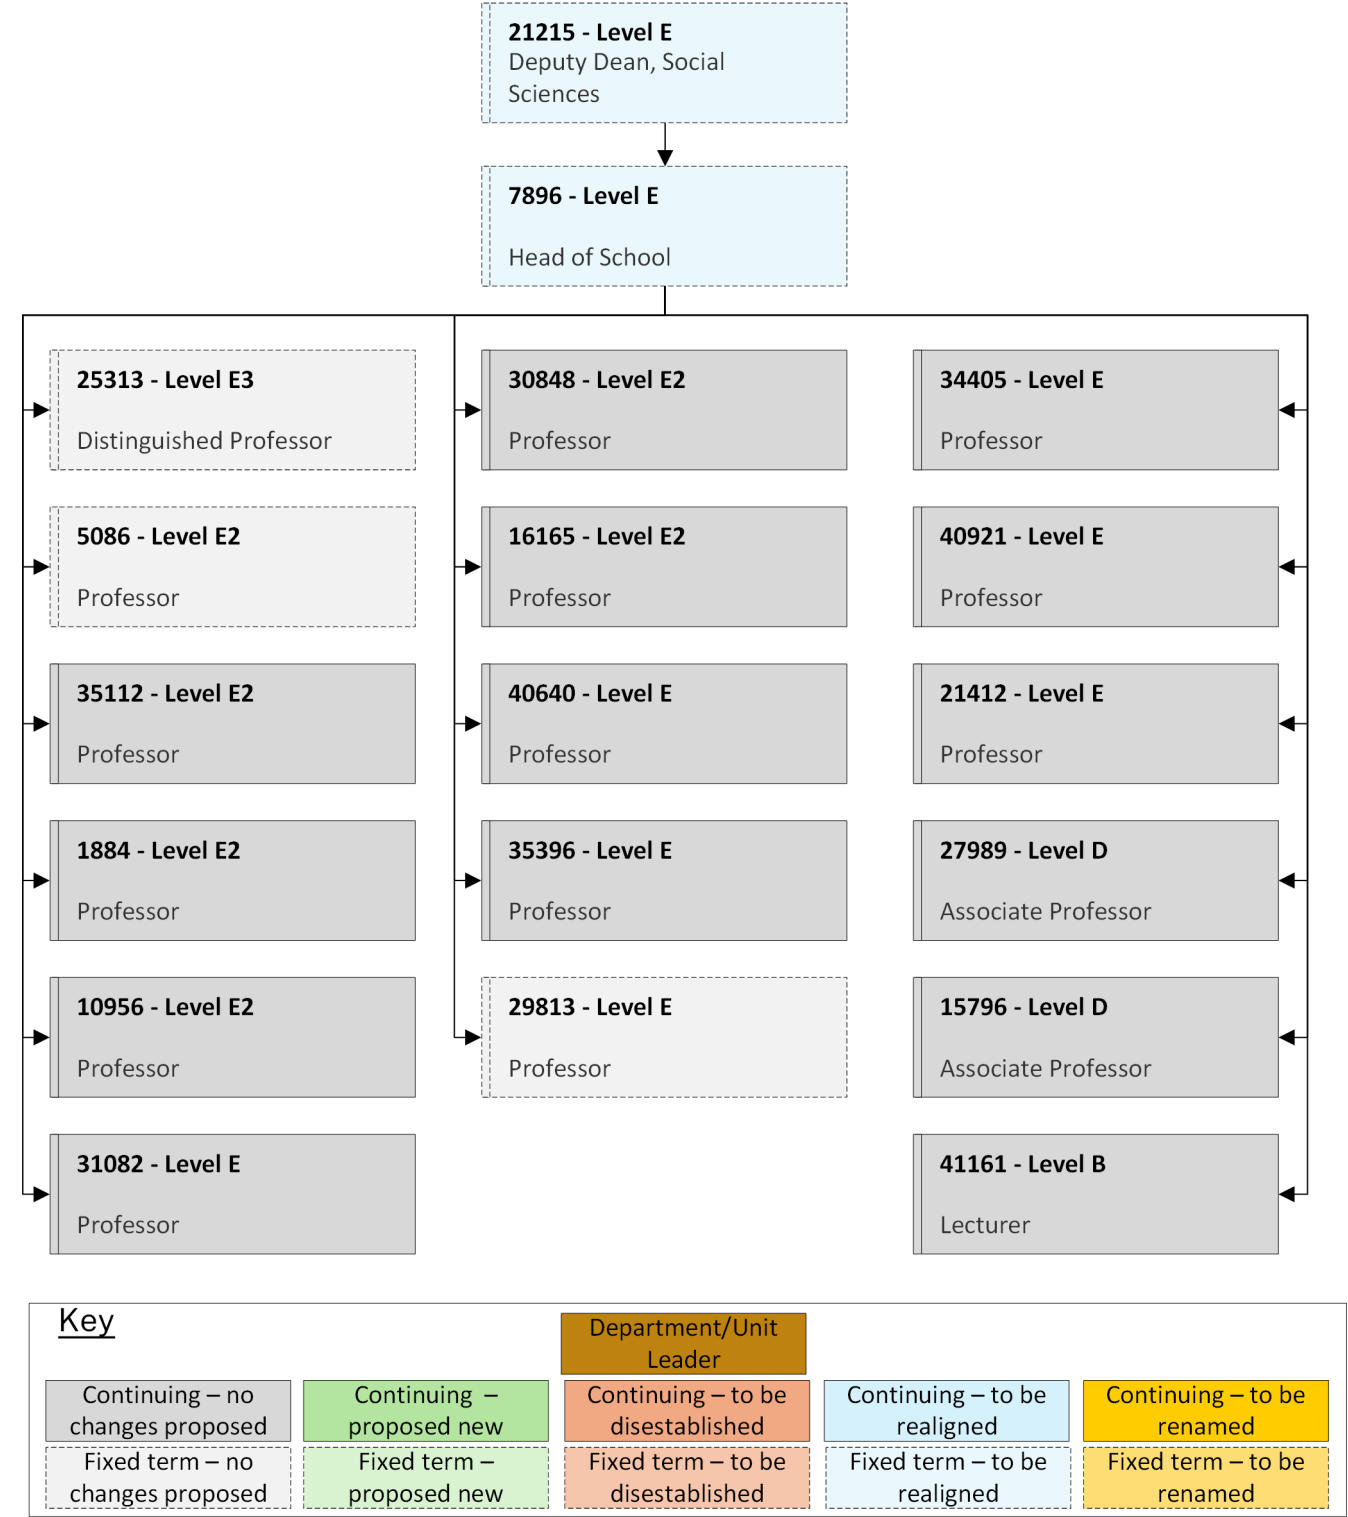 21215 - Level E
Deputy Dean, Social
Sciences
7896 - Level E
Head of School
25313 - Level E3
Distinguished Professor
5086 - Level E2
Professor
35112 - Level E2
Professor
1884 - Level E2
Professor
10956 - Level E2
Professor
31082 - Level E
Professor
30848 - Level E2
Professor
16165 - Level E2
Professor
40640 - Level E
Professor
35396 - Level E
Professor
29813 - Level E
Professor
34405 - Level E
Professor
40921 - Level E
Professor
21412 - Level E
Professor
27989 - Level D
Associate Professor
15796 - Level D
Associate Professor
41161 - Level B
Lecturer
Key
Department/Unit
Leader
Continuing – no
changes proposed
Continuing –
proposed new
Continuing – to be
disestablished
Continuing – to be
realigned
Continuing – to be
renamed
Fixed term – no
changes proposed
Fixed term –
proposed new
Fixed term – to be
disestablished
Fixed term – to be
realigned
Fixed term – to be
renamed